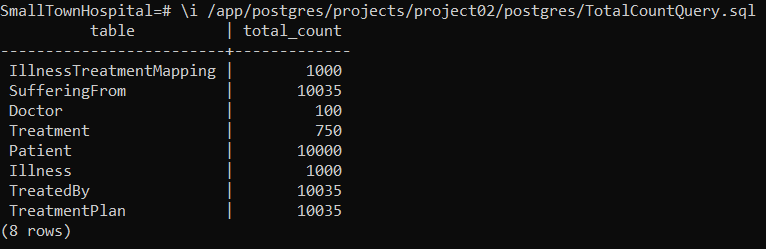 SmallTownHospital=# \i /app/postgres/projects/project02/postgres/TotalCountQuery.sql
          table           | total_count
--------------------------+-------------
 IllnessTreatmentMapping  |        1000
 SufferingFrom            |       10035
 Doctor                   |         100
 Treatment                |         750
 Patient                  |       10000
 Illness                  |        1000
 TreatedBy                |       10035
 TreatmentPlan            |       10035
(8 rows)